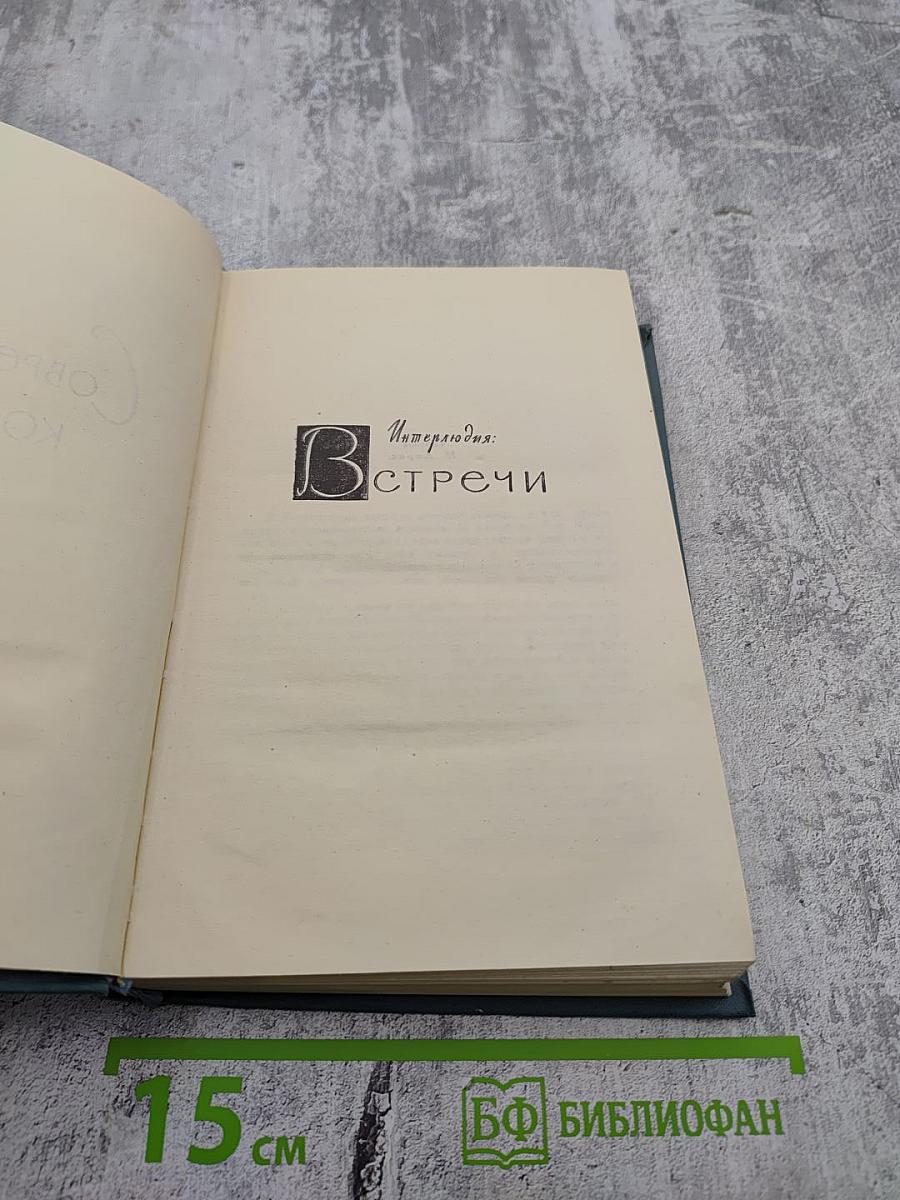 Интерлюдия:
Встречи
15 см
БФ БИБЛИОФАН